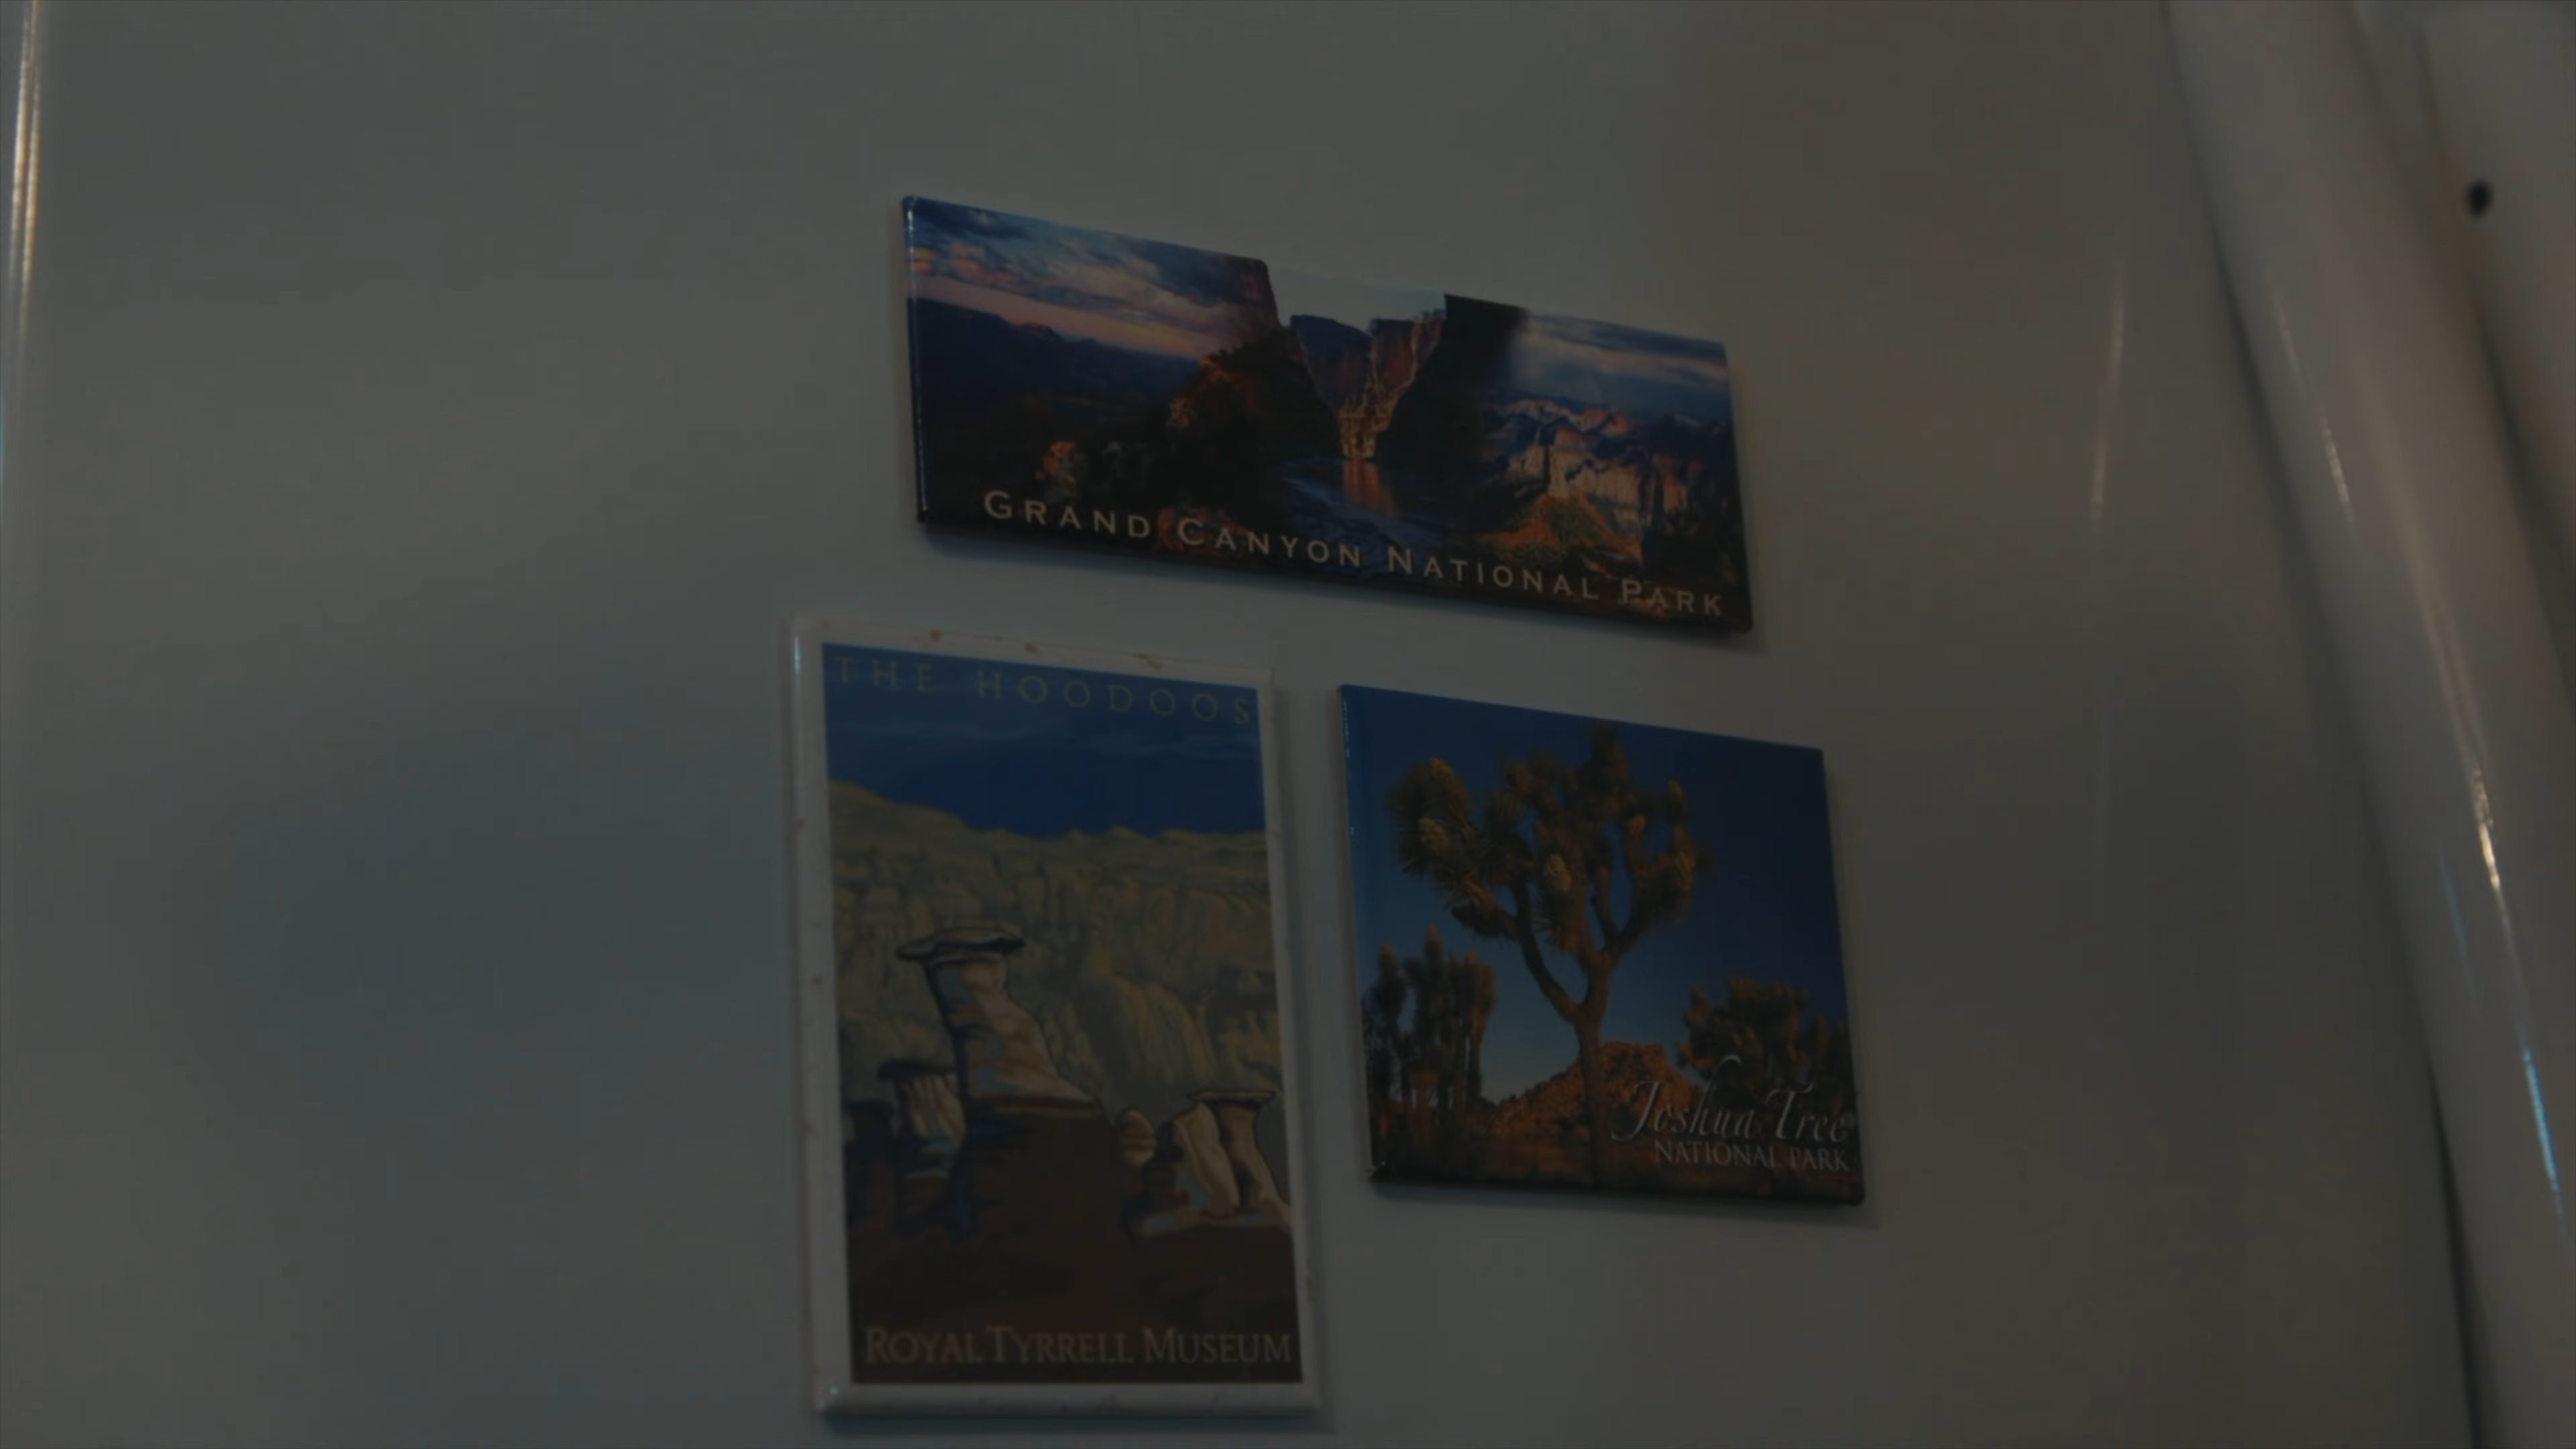 GRAND CANYON NATIONAL PARK
THE HOODOOS
ROYAL TYRRELL MUSEUM
Joshua Tree
NATIONAL PARK